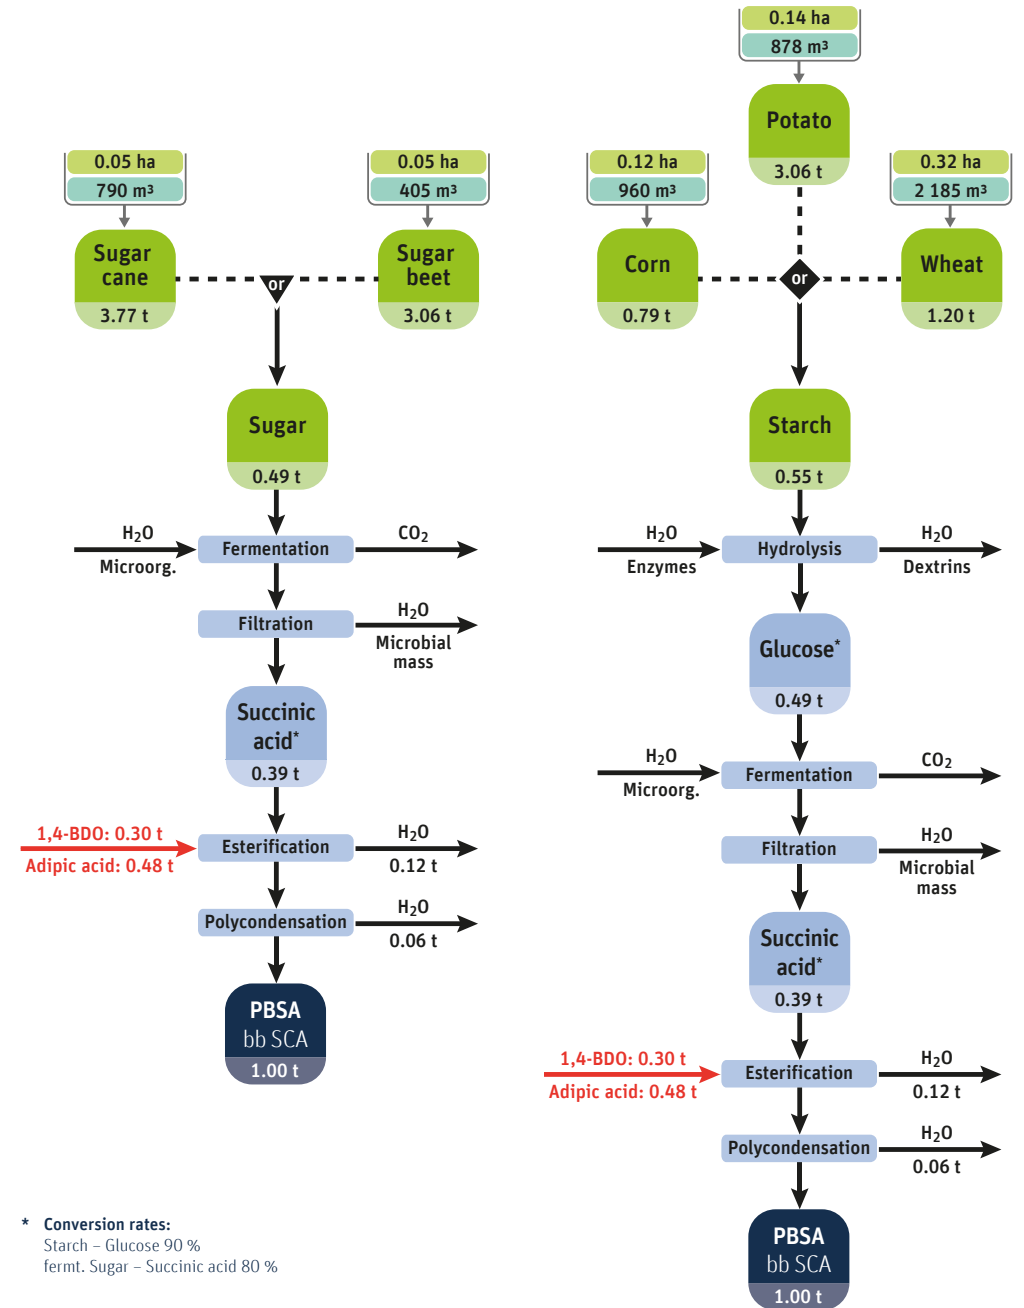 0.14 ha
878 m³
Potato
3.06 t
0.05 ha
790 m³
Sugar
cane
3.77 t
0.05 ha
405 m³
Sugar
beet
3.06 t
or
0.12 ha
960 m³
Corn
0.79 t
or
0.32 ha
2 185 m³
Wheat
1.20 t
Sugar
0.49 t
H₂O
Microorg.
Fermentation
CO₂
Filtration
H₂O
Microbial
mass
Succinic
acid*
0.39 t
1,4-BDO: 0.30 t
Adipic acid: 0.48 t
Esterification
H₂O
0.12 t
Polycondensation
H₂O
0.06 t
PBSA
bb SCA
1.00 t
Starch
0.55 t
H₂O
Enzymes
Hydrolysis
H₂O
Dextrins
Glucose*
0.49 t
H₂O
Microorg.
Fermentation
CO₂
Filtration
H₂O
Microbial
mass
Succinic
acid*
0.39 t
1,4-BDO: 0.30 t
Adipic acid: 0.48 t
Esterification
H₂O
0.12 t
Polycondensation
H₂O
0.06 t
PBSA
bb SCA
1.00 t
* Conversion rates:
Starch – Glucose 90 %
fermt. Sugar – Succinic acid 80 %